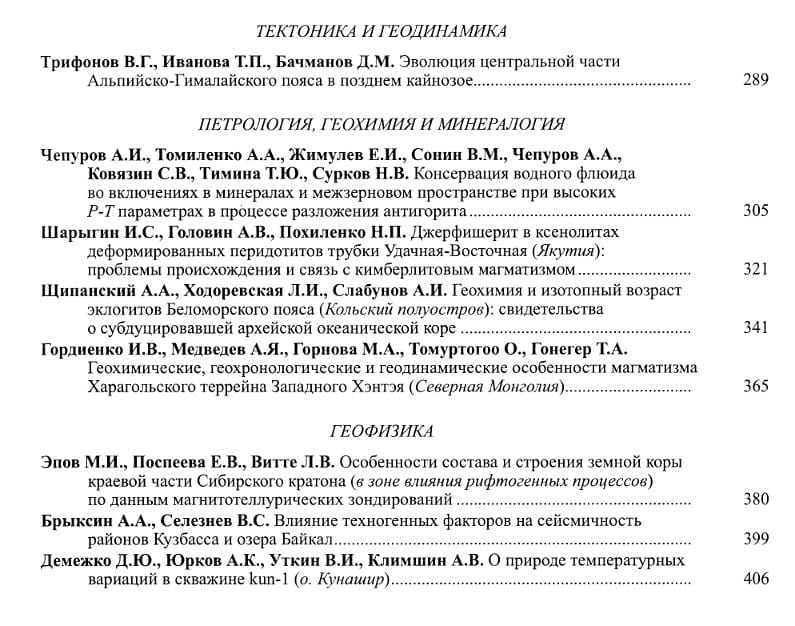 ТЕКТОНИКА И ГЕОДИНАМИКА
Трифонов В.Г., Иванова Т.П., Бачманов Д.М. Эволюция центральной части
Альпийско-Гималайского пояса в позднем кайнозое.................................................... 289
ПЕТРОЛОГИЯ, ГЕОХИМИЯ И МИНЕРАЛОГИЯ
Чепуров А.И., Томиленко А.А., Жимулев Е.И., Сонин В.М., Чепуров А.А.,
Ковязин С.В., Тимина Т.Ю., Сурков Н.В. Консервация водного флюида
во включениях в минералах и межзерновом пространстве при высоких
Р-Т параметрах в процессе разложения антигорита ..................................................... 305
Шарыгин И.С., Головин А.В., Похиленко Н.П. Джерфишерит в ксенолитах
деформированных перидотитов трубки Удачная-Восточная (Якутия):
проблемы происхождения и связь с кимберлитовым магматизмом........................... 321
Щипанский А.А., Ходоревская Л.И., Слабунов А.И. Геохимия и изотопный возраст
эклогитов Беломорского пояса (Кольский полуостров): свидетельства
о субдуцировавшей архейской океанической коре ....................................................... 341
Гордиенко И.В., Медведев А.Я., Горнова М.А., Томуртогоо О., Гонегер Т.А.
Геохимические, геохронологические и геодинамические особенности магматизма
Харагольского террейна Западного Хэнтэя (Северная Монголия).............................. 365
ГЕОФИЗИКА
Эпов М.И., Поспеева Е.В., Витте Л.В. Особенности состава и строения земной коры
краевой части Сибирского кратона (в зоне влияния рифтогенных процессов)
по данным магнитотеллурических зондирований ........................................................ 380
Брыксин А.А., Селезнев В.С. Влияние техногенных факторов на сейсмичность
районов Кузбасса и озера Байкал..................................................................................... 399
Демежко Д.Ю., Юрков А.К., Уткин В.И., Климшин А.В. О природе температурных
вариаций в скважине kun-1 (о. Кунашир)........................................................................ 406